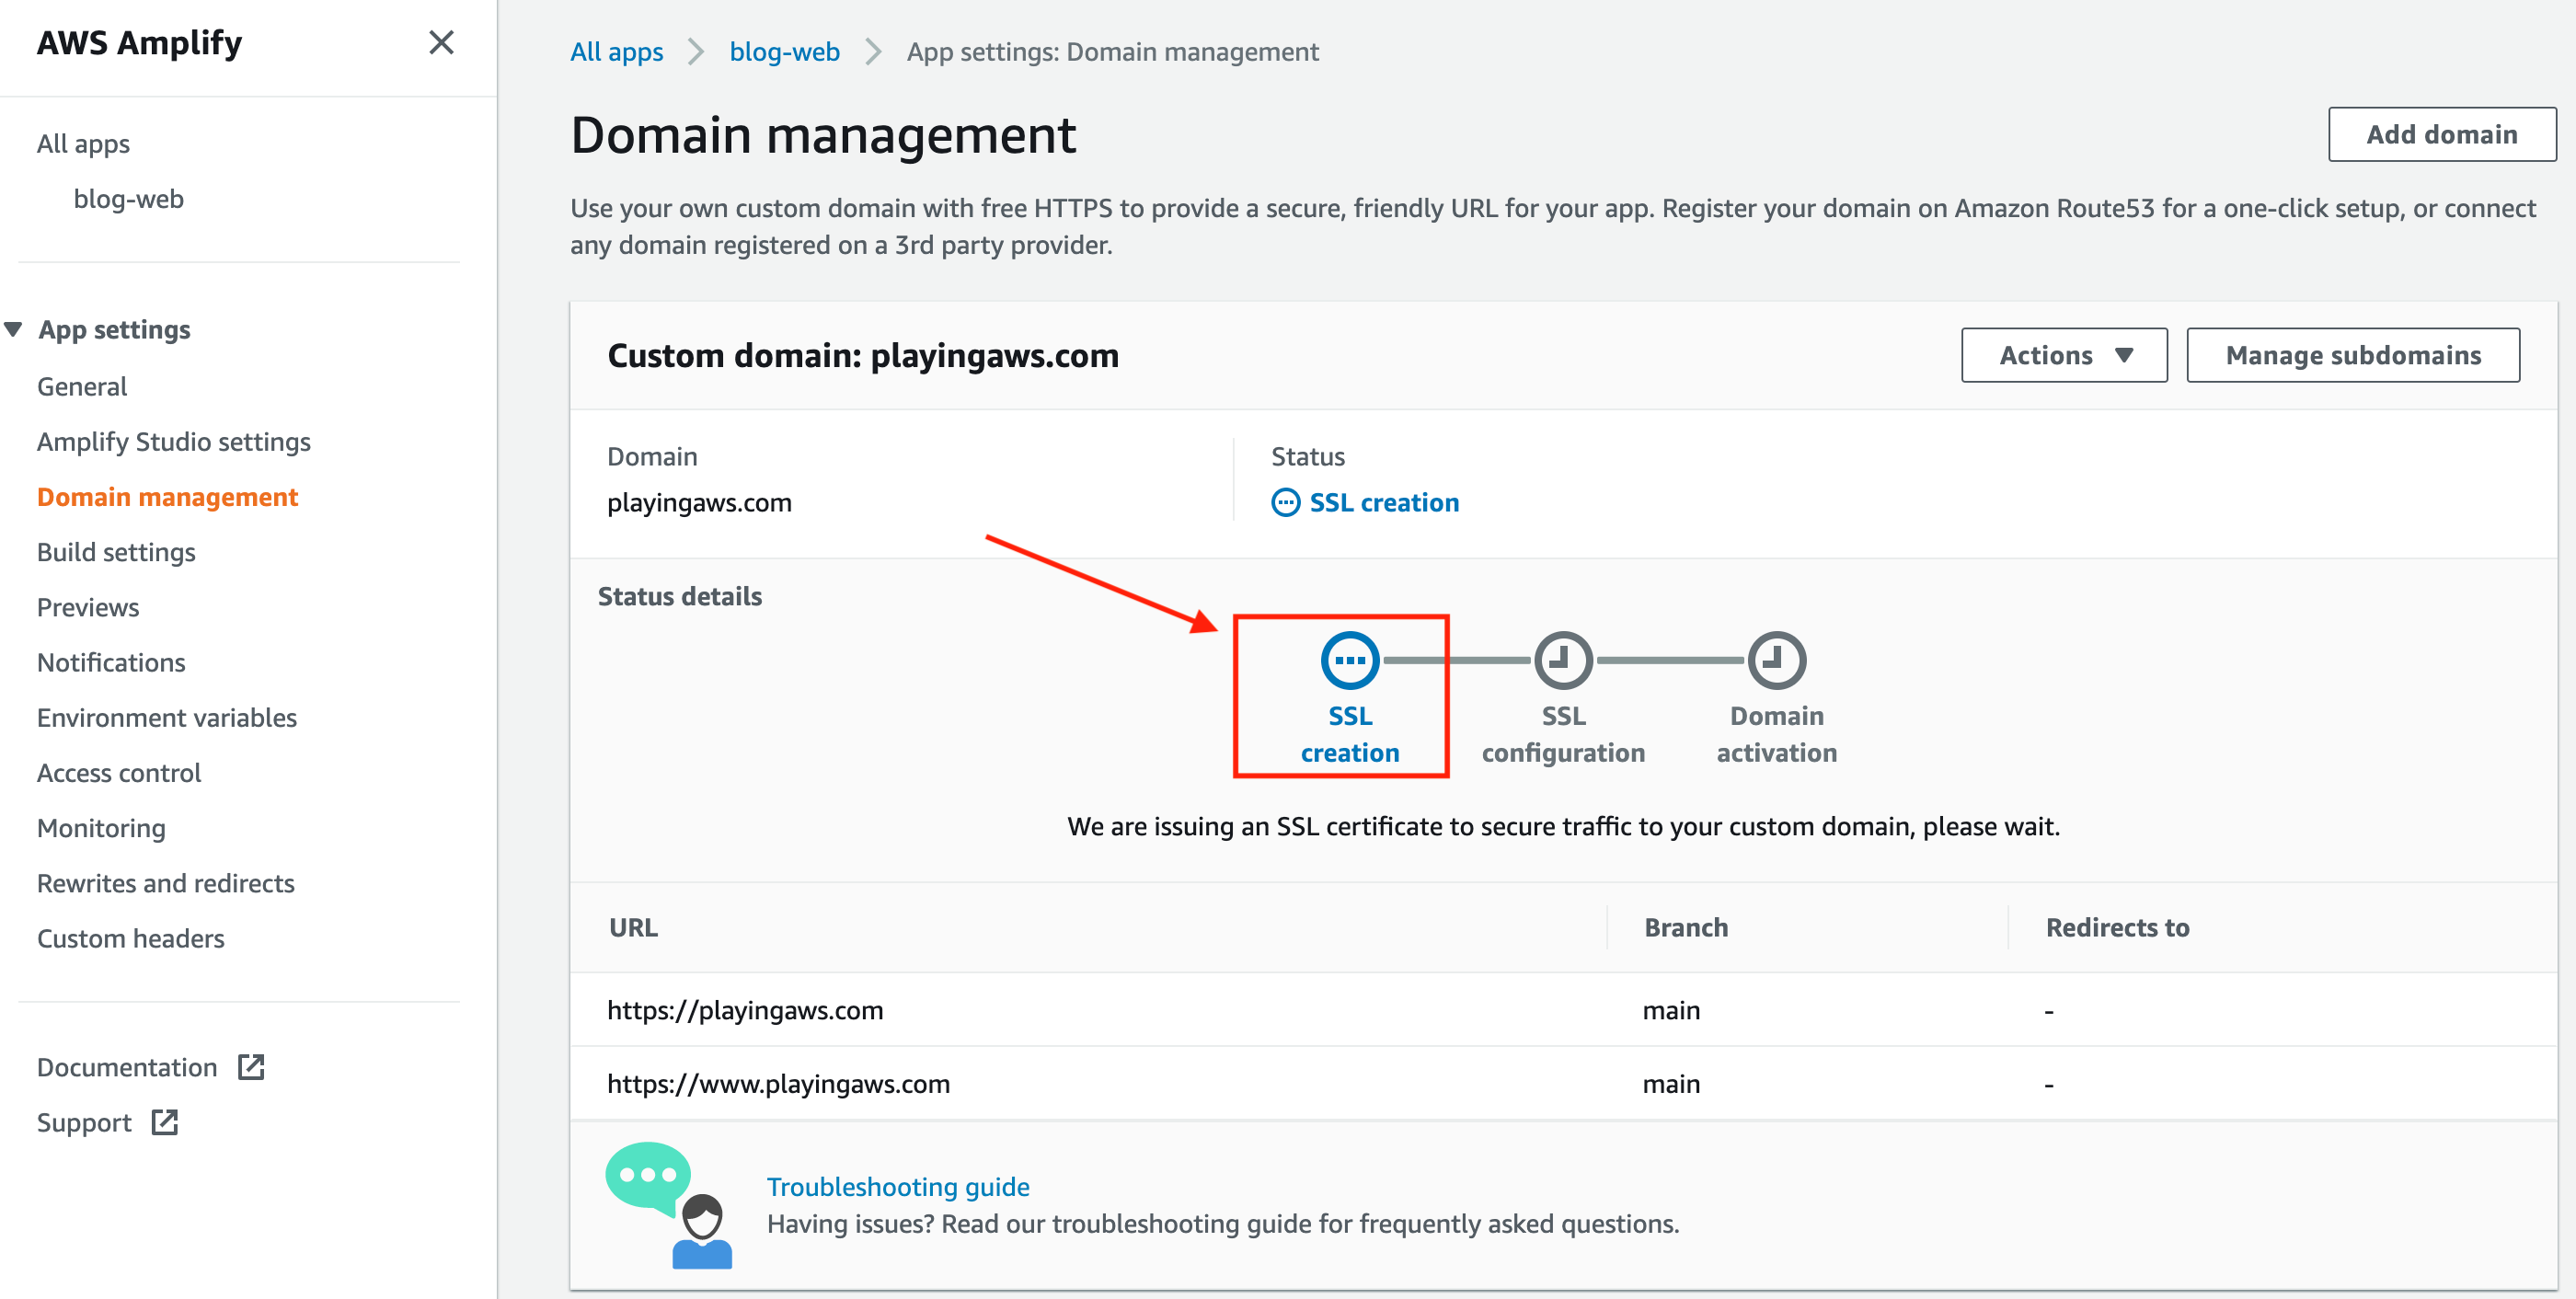 AWS Amplify
All apps
blog-web
App settings
General
Amplify Studio settings
Domain management
Build settings
Previews
Notifications
Environment variables
Access control
Monitoring
Rewrites and redirects
Custom headers
Documentation
Support
All apps > blog-web > App settings: Domain management
Domain management
Add domain
Use your own custom domain with free HTTPS to provide a secure, friendly URL for your app. Register your domain on Amazon Route53 for a one-click setup, or connect
any domain registered on a 3rd party provider.
Custom domain: playingaws.com
Actions
Manage subdomains
Domain
playingaws.com
Status
SSL creation
Status details
SSL
creation
SSL
configuration
Domain
activation
We are issuing an SSL certificate to secure traffic to your custom domain, please wait.
URL Branch Redirects to
https://playingaws.com main -
https://www.playingaws.com main -
Troubleshooting guide
Having issues? Read our troubleshooting guide for frequently asked questions.